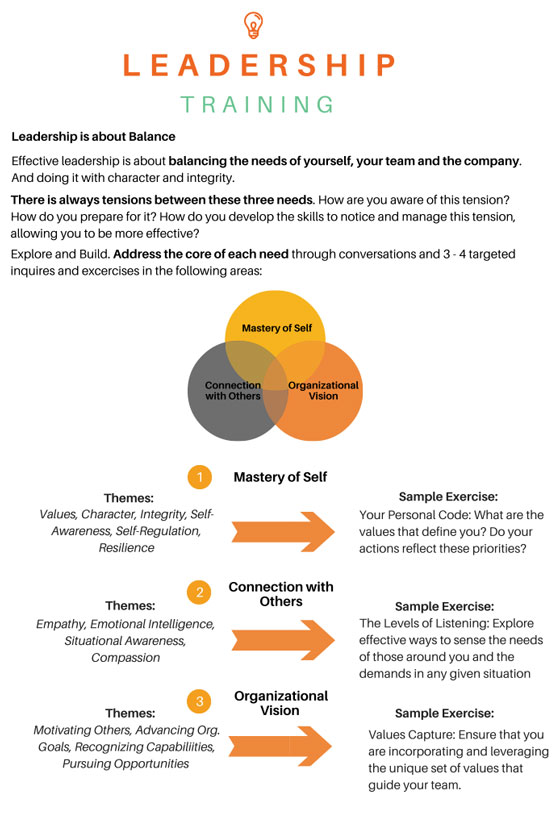 LEADERSHIP
TRAINING
Leadership is about Balance
Effective leadership is about balancing the needs of yourself, your team and the company.
And doing it with character and integrity.
There is always tensions between these three needs. How are you aware of this tension?
How do you prepare for it? How do you develop the skills to notice and manage this tension,
allowing you to be more effective?
Explore and Build. Address the core of each need through conversations and 3 - 4 targeted
inquires and excercises in the following areas:
Mastery of Self
Connection
with Others
Organizational
Vision
1
Mastery of Self
Themes:
Values, Character, Integrity, Self-
Awareness, Self-Regulation,
Resilience
Sample Exercise:
Your Personal Code: What are the
values that define you? Do your
actions reflect these priorities?
2
Connection with
Others
Themes:
Empathy, Emotional Intelligence,
Situational Awareness,
Compassion
Sample Exercise:
The Levels of Listening: Explore
effective ways to sense the needs
of those around you and the
demands in any given situation
3
Organizational
Vision
Themes:
Motivating Others, Advancing Org.
Goals, Recognizing Capabiliities,
Pursuing Opportunities
Sample Exercise:
Values Capture: Ensure that you
are incorporating and leveraging
the unique set of values that
guide your team.